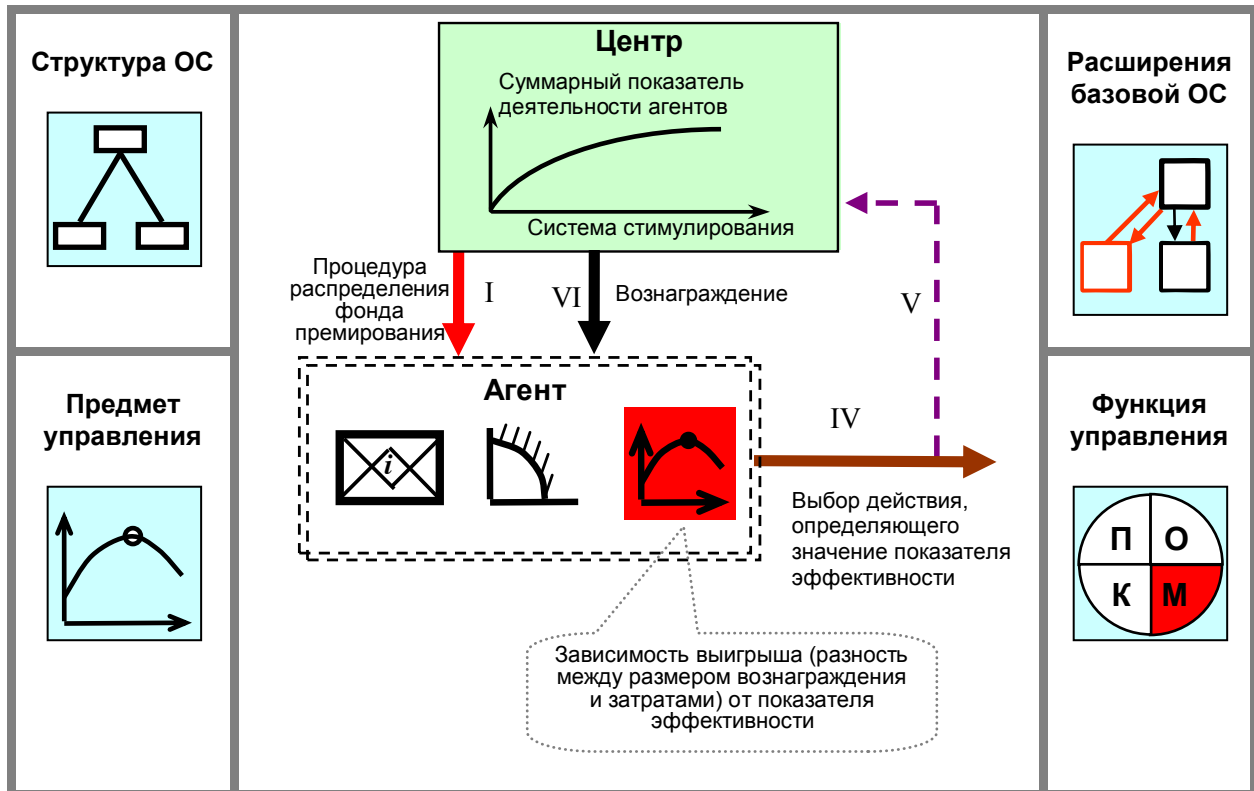 Структура ОС
Предмет
управления
Центр
Суммарный показатель
деятельности агентов
Система стимулирования
Процедура
распределения
фонда
премирования
I
VI
Вознаграждение
V
Агент
i
IV
Выбор действия,
определяющего
значение показателя
эффективности
Зависимость выигрыша (разность
между размером вознаграждения
и затратами) от показателя
эффективности
Расширения
базовой ОС
Функция
управления
П О
К М